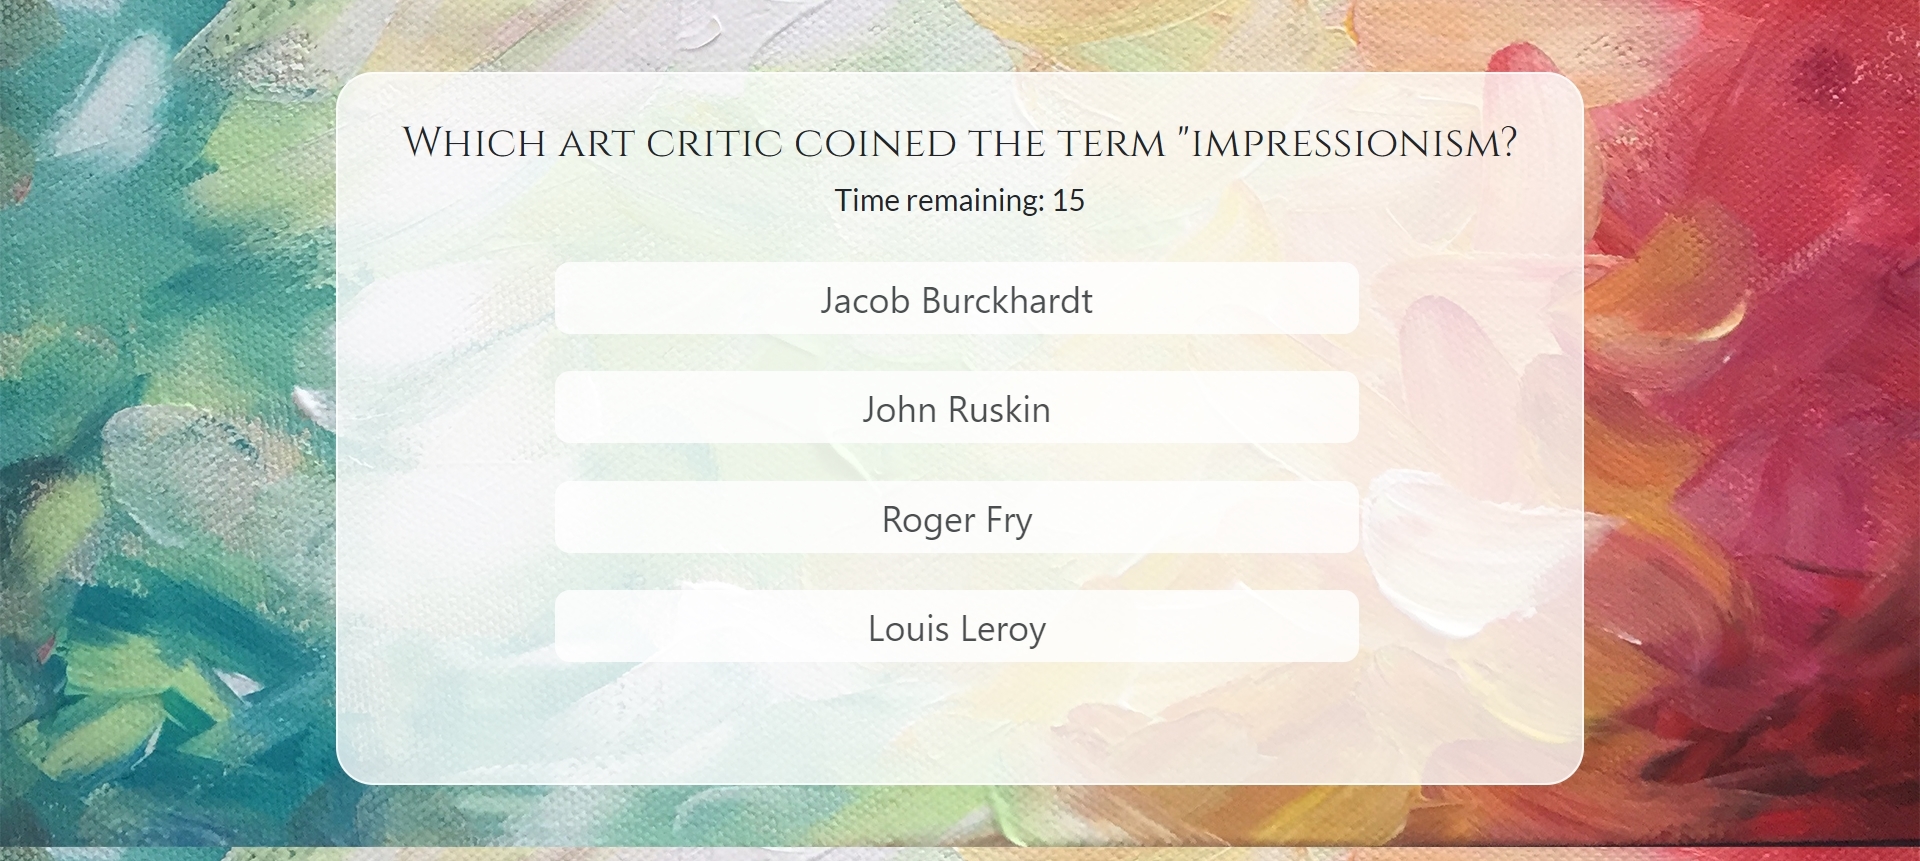 Which art critic coined the term "impressionism?
Time remaining: 15
Jacob Burckhardt
John Ruskin
Roger Fry
Louis Leroy